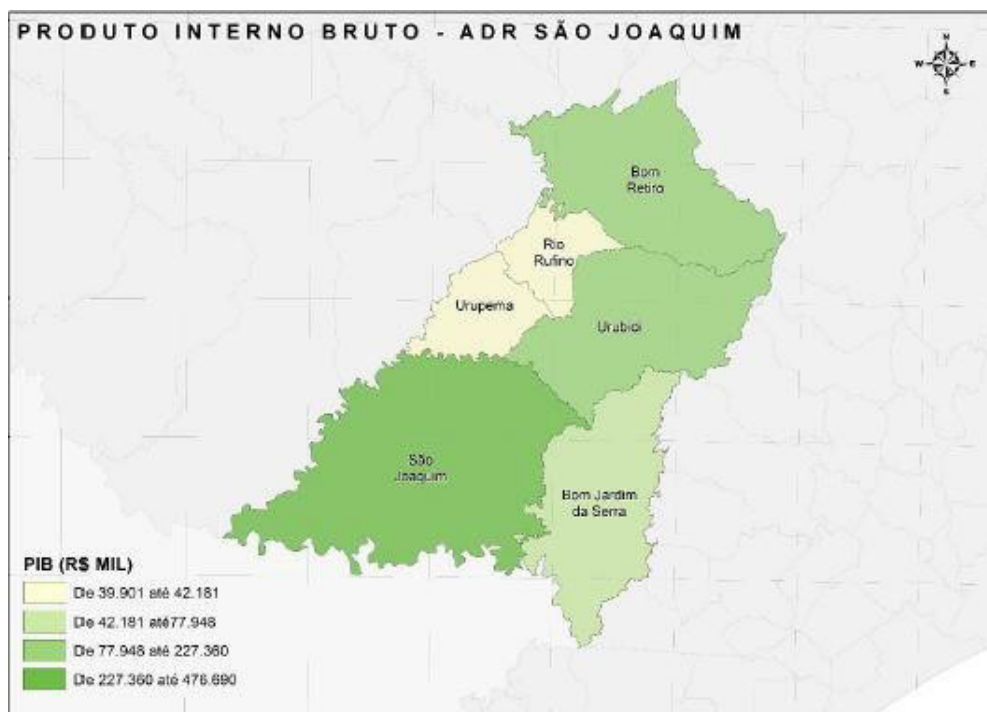 PRODUTO INTERNO BRUTO - ADR SÃO JOAQUIM
N
W E
S
Bom
Retiro
Rio
Rufino
Urupema
Urubici
São
Joaquim
Bom Jardim
da Serra
PIB (R$ MIL)
De 39.901 até 42.181
De 42.181 até77.948
De 77.948 até 227.360
De 227.360 até 476.690